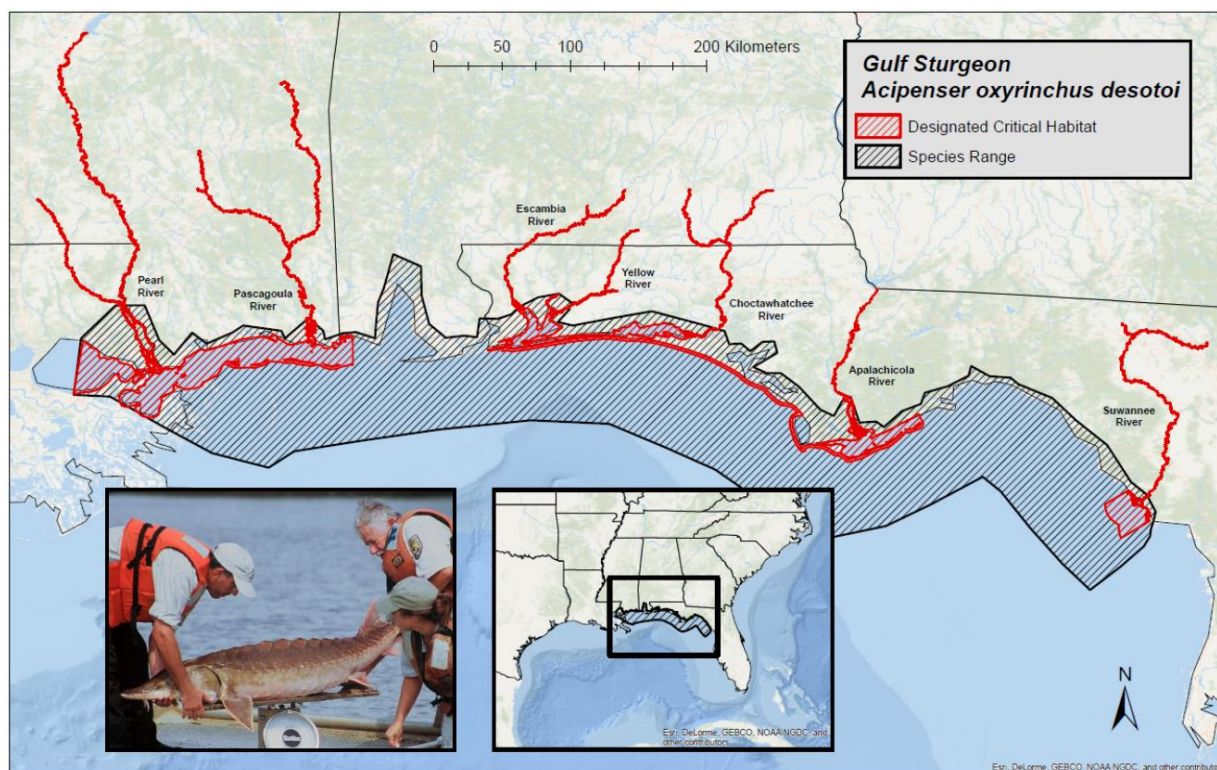 0 50 100 200 Kilometers
Gulf Sturgeon
Acipenser oxyrinchus desotoi
Designated Critical Habitat
Species Range
Escambia
River
Yellow
River
Pearl
River
Pascagoula
River
Choctawhatchee
River
Apalachicola
River
Suwannee
River
N
Esri, DeLorme, GEBCO, NOAA NGDC, and
other contributors
Esri, DeLorme, GEBCO, NOAA NGDC, and other contribut